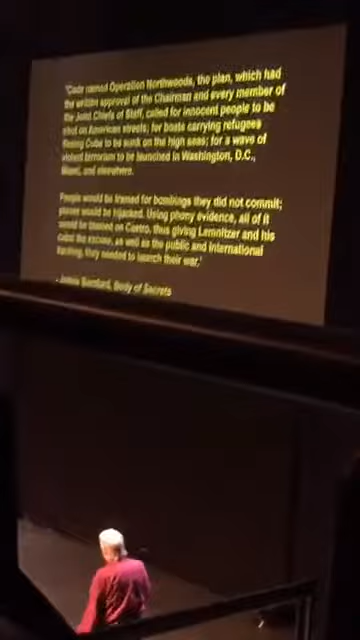 'Code named Operation Northwoods, the plan, which had
the written approval of the Chairman and every member of
the Joint Chiefs of Staff, called for innocent people to be
shot on American streets; for boats carrying refugees
fleeing Cuba to be sunk on the high seas; for a wave of
violent terrorism to be launched in Washington, D.C.,
Miami, and elsewhere.
People would be framed for bombings they did not commit;
planes would be hijacked. Using phony evidence, all of it
would be blamed on Castro, thus giving Lemnitzer and his
cabal the excuse, as well as the public and international
backing, they needed to launch their war.'
- James Bamford, Body of Secrets